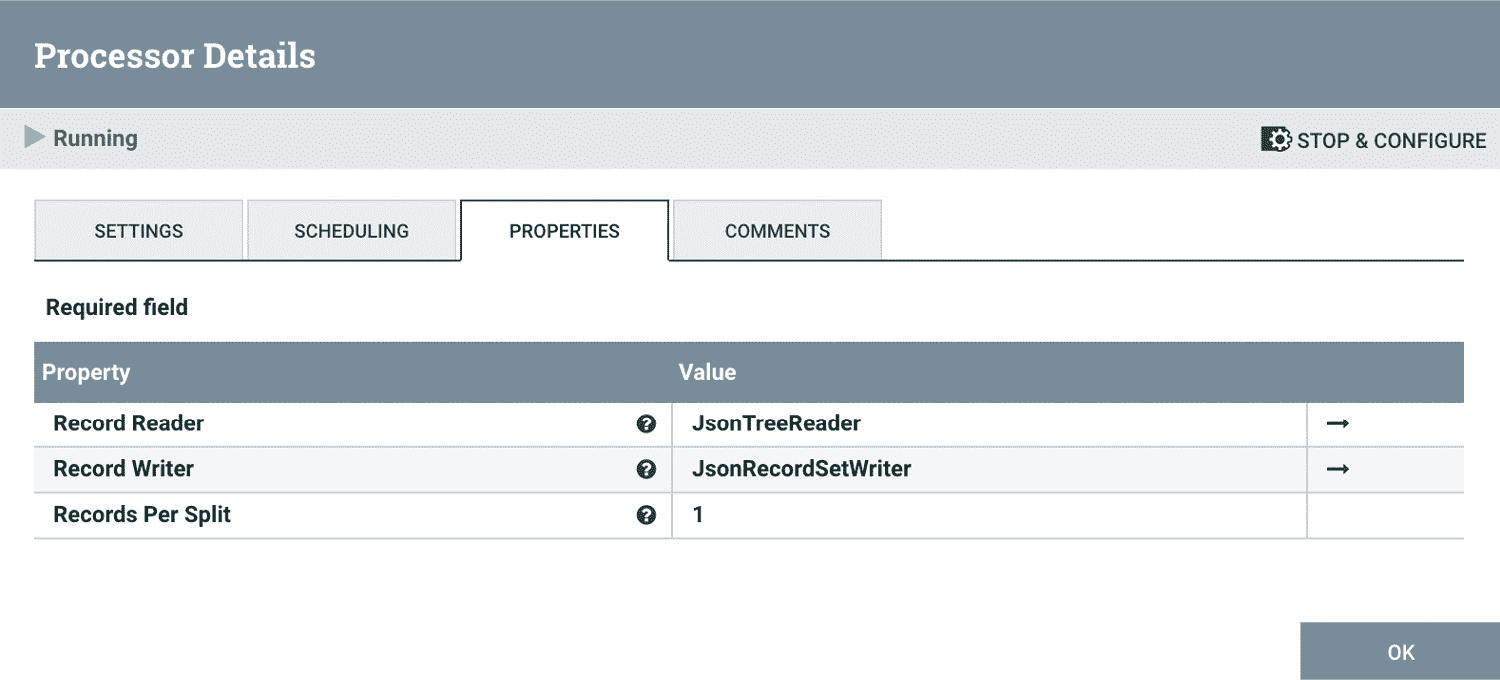 Processor Details
Running
STOP & CONFIGURE
SETTINGS SCHEDULING PROPERTIES COMMENTS
Required field
Property Value
Record Reader ? JsonTreeReader →
Record Writer ? JsonRecordSetWriter →
Records Per Split ? 1
OK